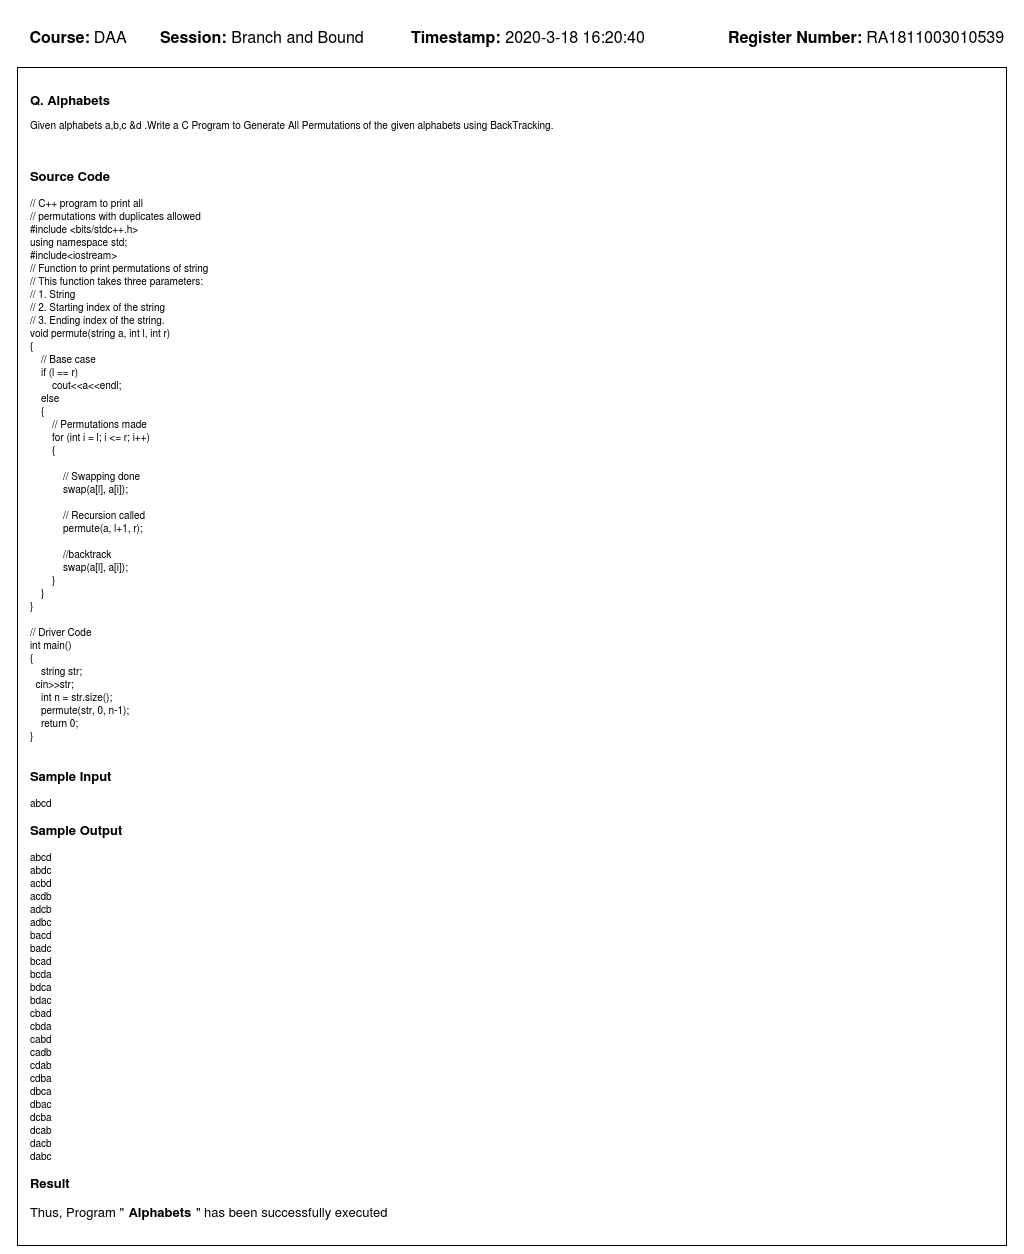 Course: DAA Session: Branch and Bound Timestamp: 2020-3-18 16:20:40 Register Number: RA1811003010539
Q. Alphabets
Given alphabets a,b,c &d .Write a C Program to Generate All Permutations of the given alphabets using BackTracking.
Source Code
// C++ program to print all
// permutations with duplicates allowed
#include <bits/stdc++.h>
using namespace std;
#include<iostream>
// Function to print permutations of string
// This function takes three parameters:
// 1. String
// 2. Starting index of the string
// 3. Ending index of the string.
void permute(string a, int l, int r)
{
    // Base case
    if (l == r)
        cout<<a<<endl;
    else
    {
        // Permutations made
        for (int i = l; i <= r; i++)
        {
            // Swapping done
            swap(a[l], a[i]);
            // Recursion called
            permute(a, l+1, r);
            //backtrack
            swap(a[l], a[i]);
        }
    }
}
// Driver Code
int main()
{
    string str;
  cin>>str;
    int n = str.size();
    permute(str, 0, n-1);
    return 0;
}
Sample Input
abcd
Sample Output
abcd
abdc
acbd
acdb
adcb
adbc
bacd
badc
bcad
bcda
bdca
bdac
cbad
cbda
cabd
cadb
cdab
cdba
dbca
dbac
dcba
dcab
dacb
dabc
Result
Thus, Program " Alphabets " has been successfully executed